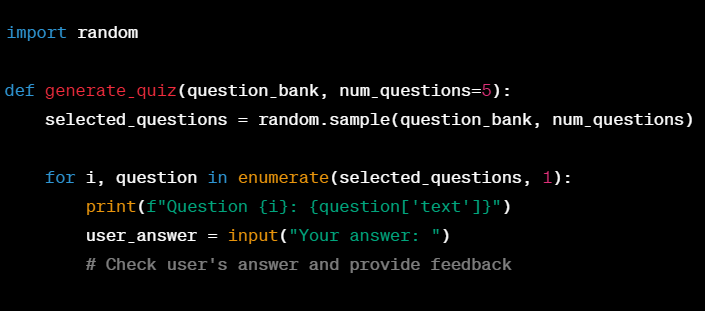 import random

def generate_quiz(question_bank, num_questions=5):
    selected_questions = random.sample(question_bank, num_questions)

    for i, question in enumerate(selected_questions, 1):
        print(f"Question {i}: {question['text']}")
        user_answer = input("Your answer: ")
        # Check user's answer and provide feedback